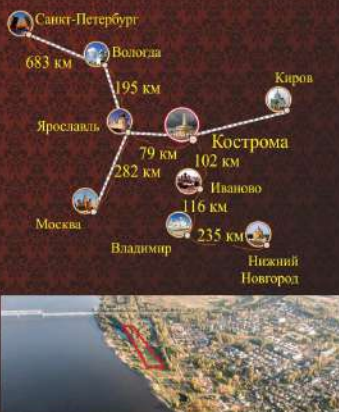 Санкт-Петербург
Вологда
683 км
195 км
Киров
Ярославль
Кострома
79 км
102 км
282 км
Иваново
116 км
Москва
Владимир
235 км
Нижний
Новгород